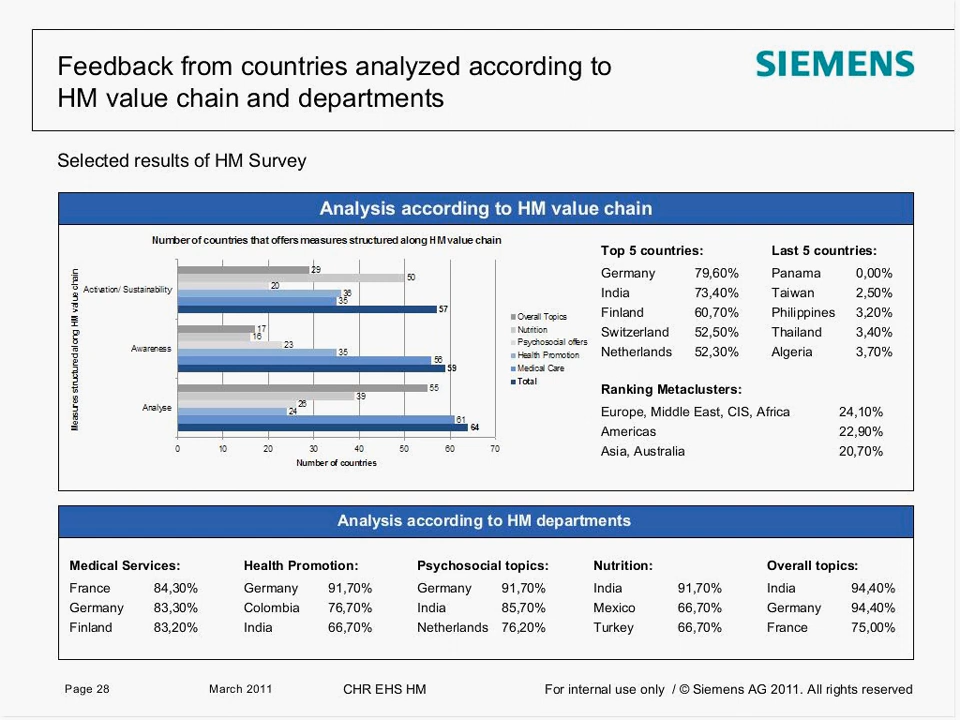 Feedback from countries analyzed according to
HM value chain and departments
SIEMENS
Selected results of HM Survey
Analysis according to HM value chain
Number of countries that offers measures structured along HM value chain
Measures structured along HM value chain
Activation/ Sustainability
29
50
20
36
35
57
Awareness
17
16
23
35
56
59
Analyse
55
39
26
24
61
64
0 10 20 30 40 50 60 70
Number of countries
Overall Topics
Nutrition
Psychosocial offers
Health Promotion
Medical Care
Total
Top 5 countries:
Germany 79,60%
India 73,40%
Finland 60,70%
Switzerland 52,50%
Netherlands 52,30%
Last 5 countries:
Panama 0,00%
Taiwan 2,50%
Philippines 3,20%
Thailand 3,40%
Algeria 3,70%
Ranking Metaclusters:
Europe, Middle East, CIS, Africa 24,10%
Americas 22,90%
Asia, Australia 20,70%
Analysis according to HM departments
Medical Services:
France 84,30%
Germany 83,30%
Finland 83,20%
Health Promotion:
Germany 91,70%
Colombia 76,70%
India 66,70%
Psychosocial topics:
Germany 91,70%
India 85,70%
Netherlands 76,20%
Nutrition:
India 91,70%
Mexico 66,70%
Turkey 66,70%
Overall topics:
India 94,40%
Germany 94,40%
France 75,00%
Page 28 March 2011 CHR EHS HM For internal use only / © Siemens AG 2011. All rights reserved